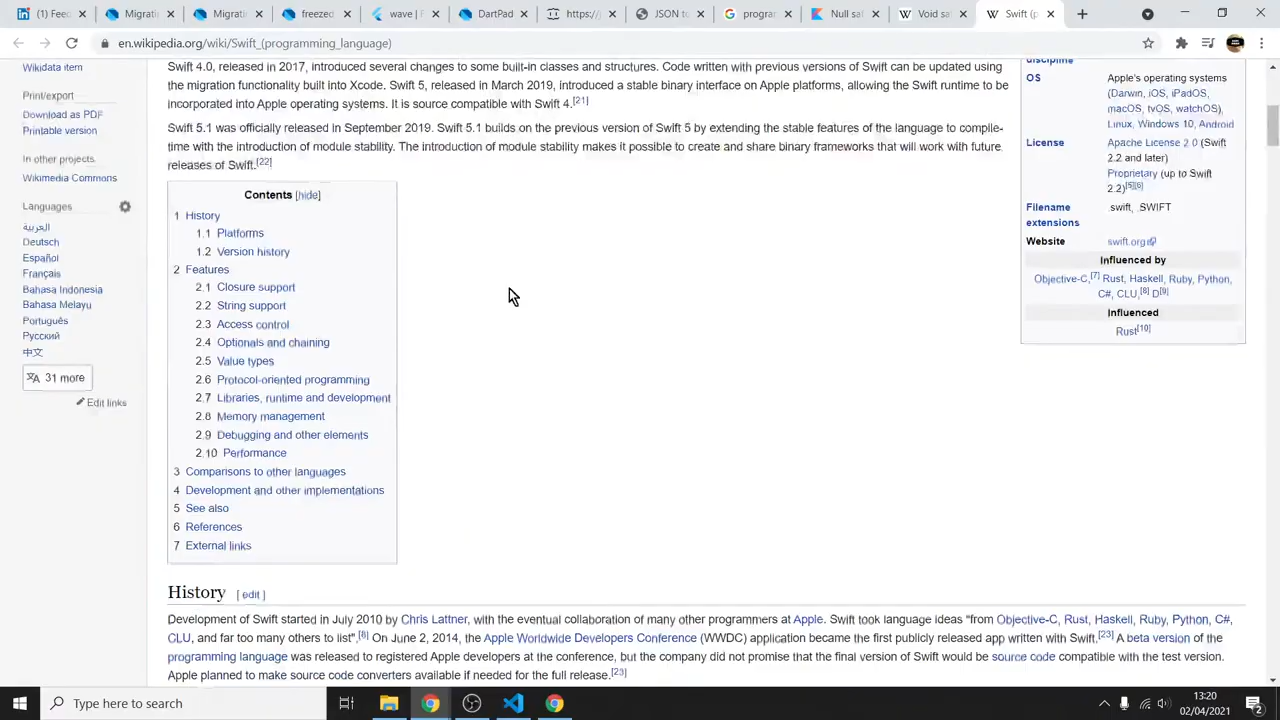 Feed
Migratin
Migratin
freezed
wave | F
DartPad
https://j
JSON to
program
Null saf
Void saf
Swift (p
en.wikipedia.org/wiki/Swift_(programming_language)
Wikidata item
Print/export
Download as PDF
Printable version
In other projects
Wikimedia Commons
Languages
العربية
Deutsch
Español
Français
Bahasa Indonesia
Bahasa Melayu
Português
Русский
中文
31 more
Edit links
Swift 4.0, released in 2017, introduced several changes to some built-in classes and structures. Code written with previous versions of Swift can be updated using
the migration functionality built into Xcode. Swift 5, released in March 2019, introduced a stable binary interface on Apple platforms, allowing the Swift runtime to be
incorporated into Apple operating systems. It is source compatible with Swift 4.[21]
Swift 5.1 was officially released in September 2019. Swift 5.1 builds on the previous version of Swift 5 by extending the stable features of the language to compile-
time with the introduction of module stability. The introduction of module stability makes it possible to create and share binary frameworks that will work with future
releases of Swift.[22]
Contents [hide]
1 History
1.1 Platforms
1.2 Version history
2 Features
2.1 Closure support
2.2 String support
2.3 Access control
2.4 Optionals and chaining
2.5 Value types
2.6 Protocol-oriented programming
2.7 Libraries, runtime and development
2.8 Memory management
2.9 Debugging and other elements
2.10 Performance
3 Comparisons to other languages
4 Development and other implementations
5 See also
6 References
7 External links
discipline
OS Apple's operating systems
(Darwin, iOS, iPadOS,
macOS, tvOS, watchOS),
Linux, Windows 10, Android
License Apache License 2.0 (Swift
2.2 and later)
Proprietary (up to Swift
2.2)[5][6]
Filename .swift, .SWIFT
extensions
Website swift.org
Influenced by
Objective-C,[7] Rust, Haskell, Ruby, Python,
C#, CLU,[8] D[9]
Influenced
Rust[10]
History [ edit ]
Development of Swift started in July 2010 by Chris Lattner, with the eventual collaboration of many other programmers at Apple. Swift took language ideas "from Objective-C, Rust, Haskell, Ruby, Python, C#,
CLU, and far too many others to list".[8] On June 2, 2014, the Apple Worldwide Developers Conference (WWDC) application became the first publicly released app written with Swift.[23] A beta version of the
programming language was released to registered Apple developers at the conference, but the company did not promise that the final version of Swift would be source code compatible with the test version.
Apple planned to make source code converters available if needed for the full release.[23]
Type here to search
13:20
02/04/2021
2